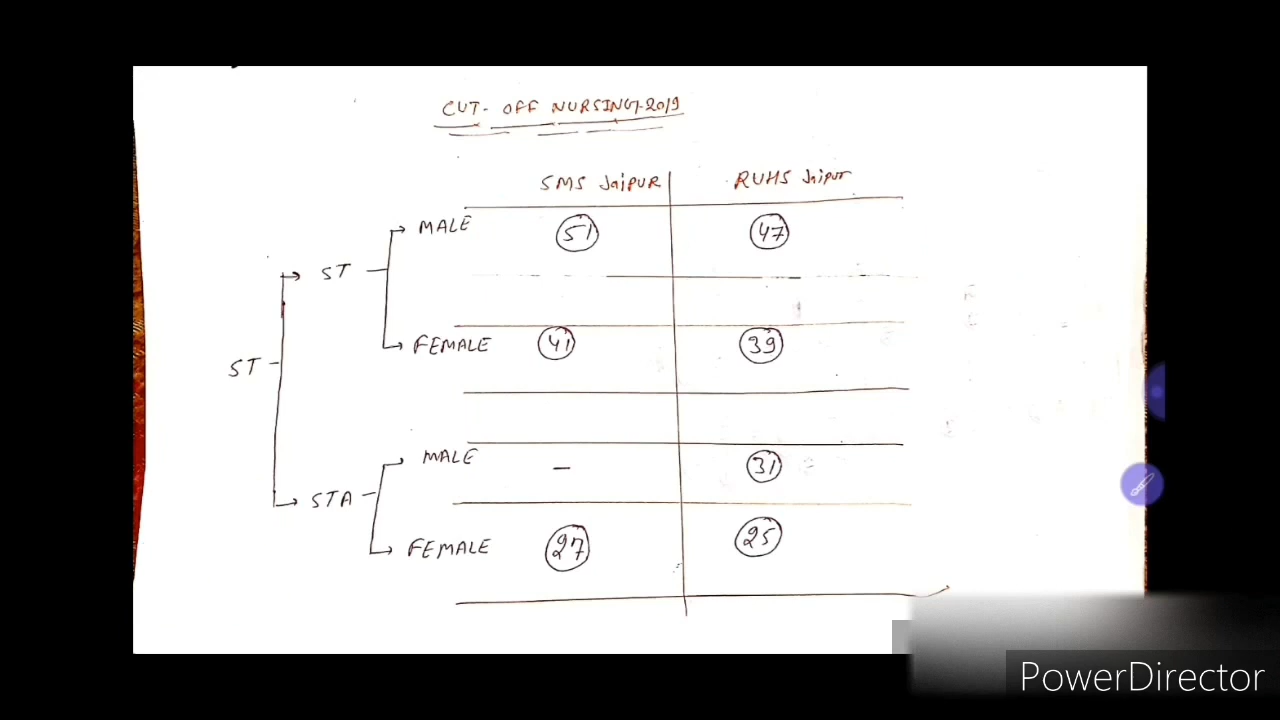 CUT-OFF NURSING-2019
SMS Jaipur RUHS Jaipur
MALE 51 47
ST
FEMALE 41 39
ST
MALE - 31
STA
FEMALE 27 25
PowerDirector